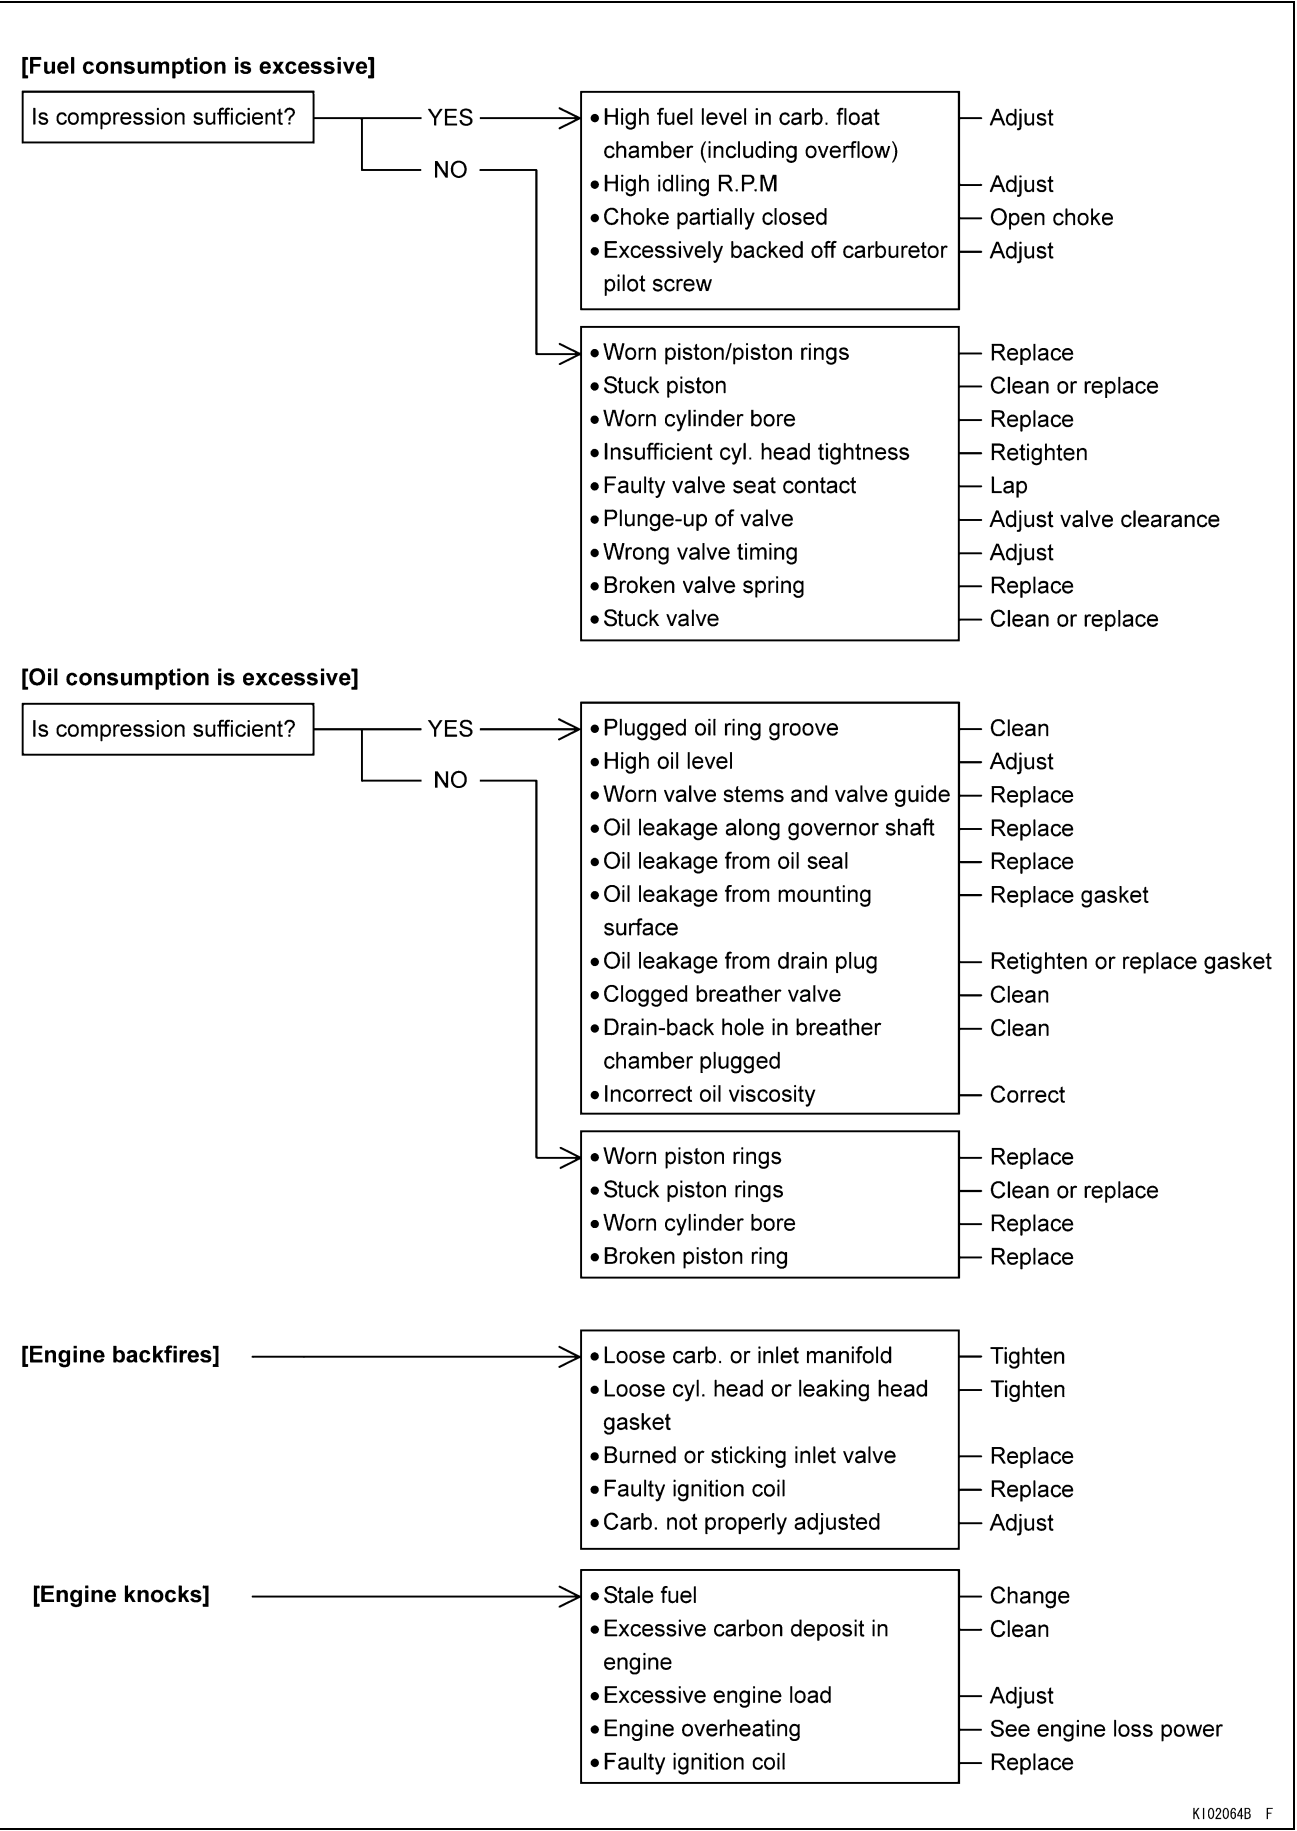 [Fuel consumption is excessive]
Is compression sufficient?
YES
NO
•High fuel level in carb. float
chamber (including overflow)
Adjust
•High idling R.P.M
Adjust
•Choke partially closed
Open choke
•Excessively backed off carburetor
pilot screw
Adjust
•Worn piston/piston rings
Replace
•Stuck piston
Clean or replace
•Worn cylinder bore
Replace
•Insufficient cyl. head tightness
Retighten
•Faulty valve seat contact
Lap
•Plunge-up of valve
Adjust valve clearance
•Wrong valve timing
Adjust
•Broken valve spring
Replace
•Stuck valve
Clean or replace
[Oil consumption is excessive]
Is compression sufficient?
YES
NO
•Plugged oil ring groove
Clean
•High oil level
Adjust
•Worn valve stems and valve guide
Replace
•Oil leakage along governor shaft
Replace
•Oil leakage from oil seal
Replace
•Oil leakage from mounting
surface
Replace gasket
•Oil leakage from drain plug
Retighten or replace gasket
•Clogged breather valve
Clean
•Drain-back hole in breather
chamber plugged
Clean
•Incorrect oil viscosity
Correct
•Worn piston rings
Replace
•Stuck piston rings
Clean or replace
•Worn cylinder bore
Replace
•Broken piston ring
Replace
[Engine backfires]
•Loose carb. or inlet manifold
Tighten
•Loose cyl. head or leaking head
gasket
Tighten
•Burned or sticking inlet valve
Replace
•Faulty ignition coil
Replace
•Carb. not properly adjusted
Adjust
[Engine knocks]
•Stale fuel
Change
•Excessive carbon deposit in
engine
Clean
•Excessive engine load
Adjust
•Engine overheating
See engine loss power
•Faulty ignition coil
Replace
KI02064B F